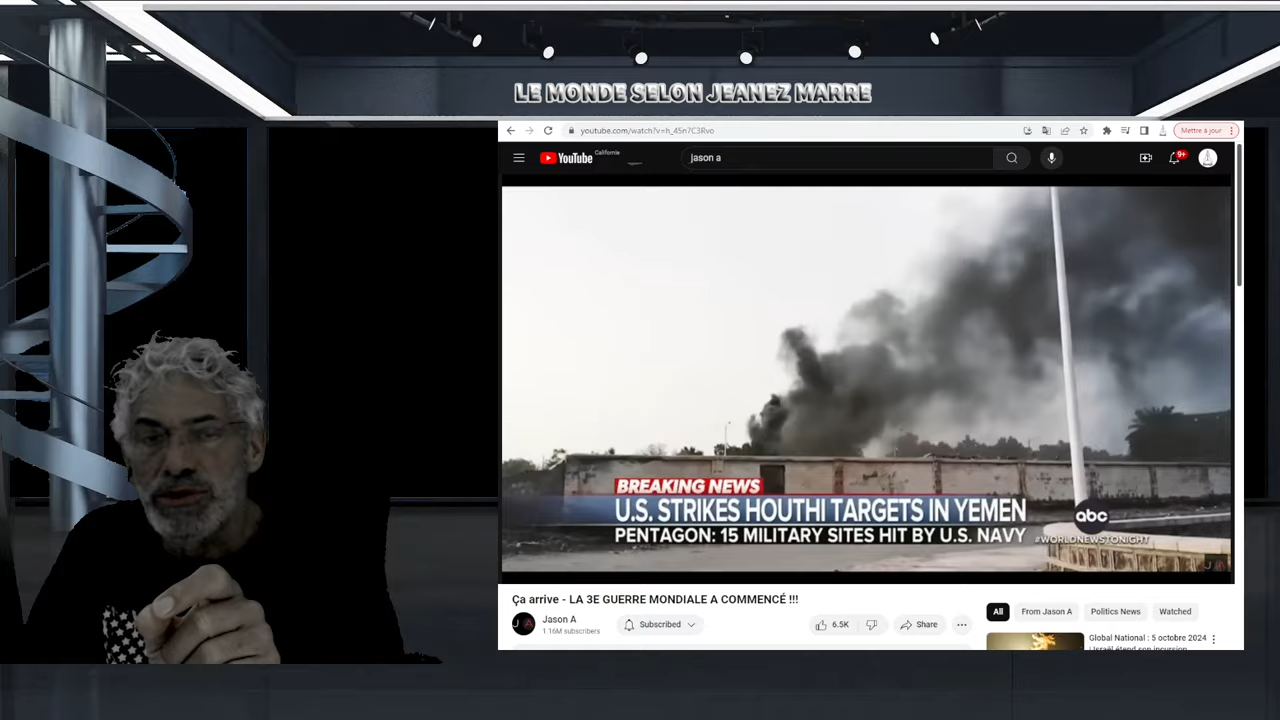 LE MONDE SELON JEANEZ MARRE
youtube.com/watch?v=h_45n7C3Rvo
Mettre à jour
YouTube
Californie
jason a
9+
BREAKING NEWS
U.S. STRIKES HOUTHI TARGETS IN YEMEN
abc
PENTAGON: 15 MILITARY SITES HIT BY U.S. NAVY
#WORLDNEWSTONIGHT
Ça arrive - LA 3E GUERRE MONDIALE A COMMENCÉ !!!
All From Jason A Politics News Watched
Jason A
1.16M subscribers
Subscribed
6.5K
Share
Global National : 5 octobre 2024